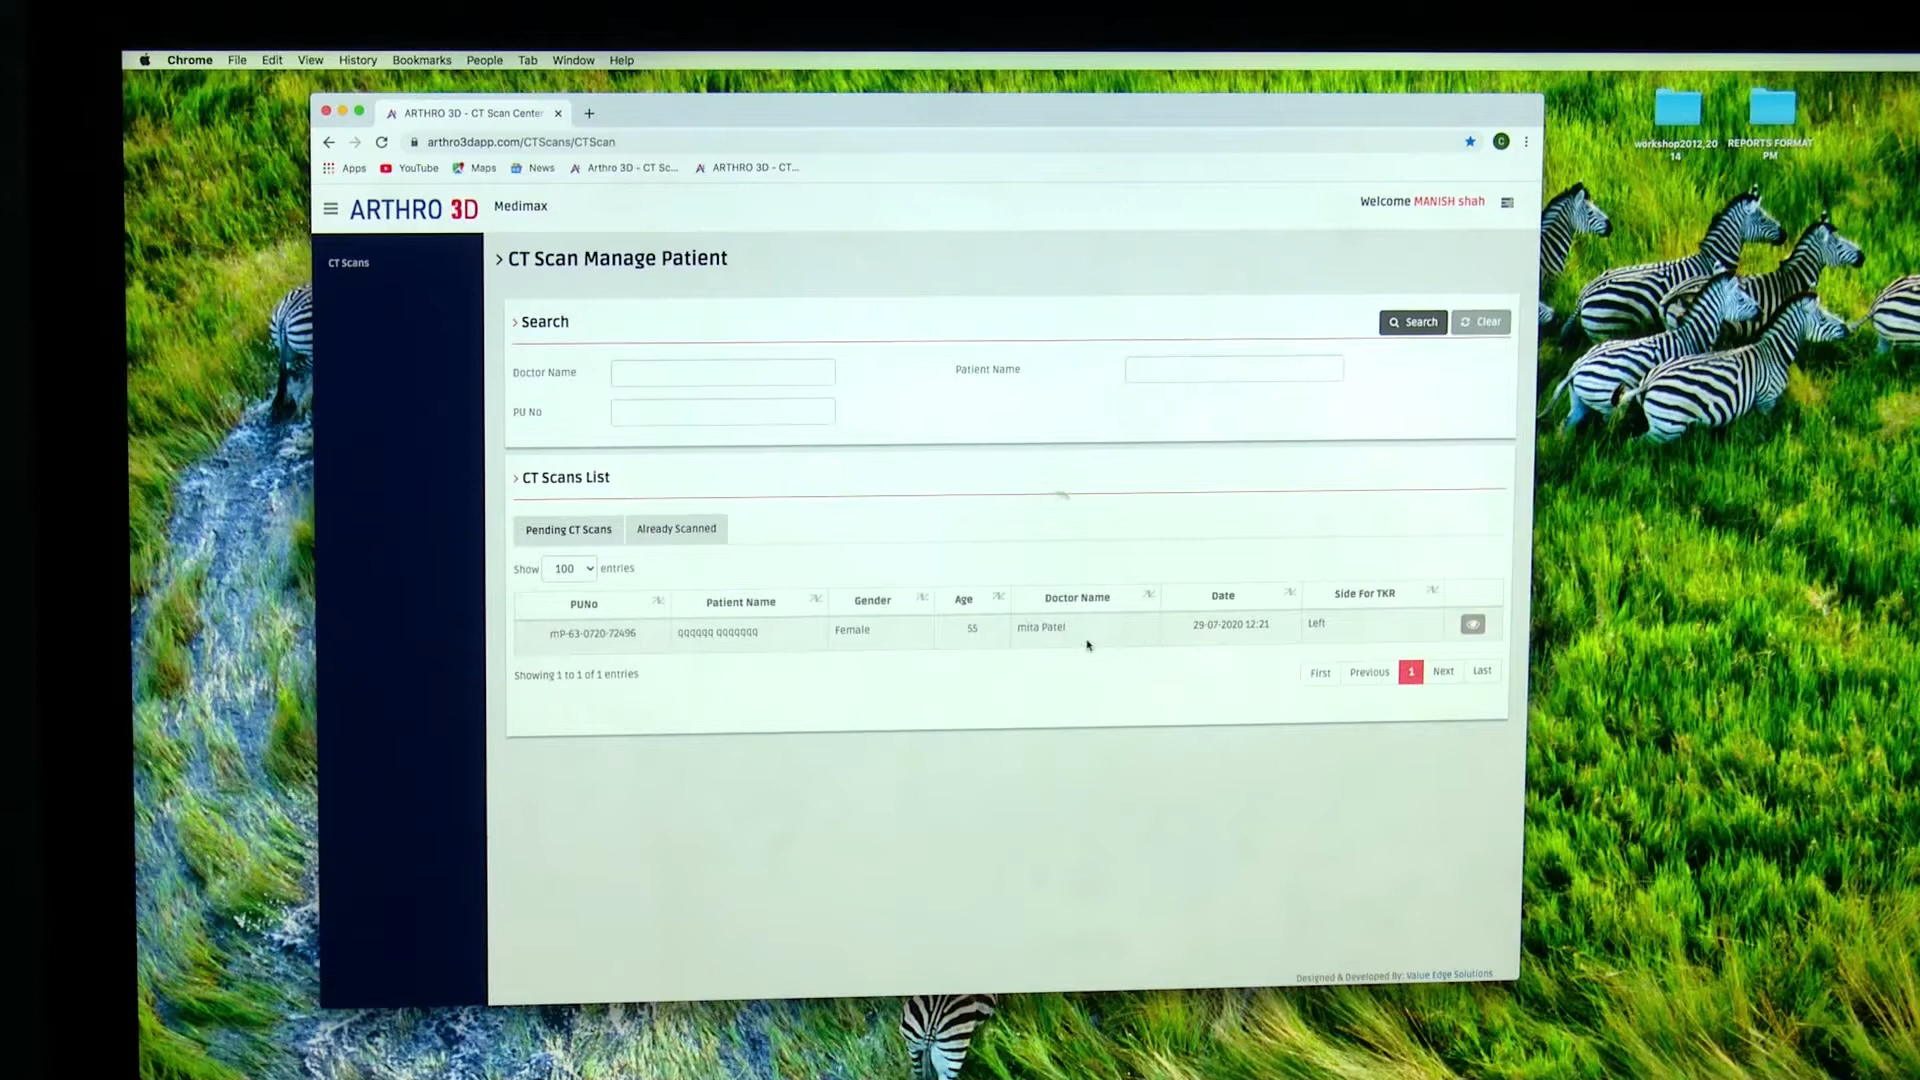 Chrome File Edit View History Bookmarks People Tab Window Help
ARTHRO 3D - CT Scan Center
arthro3dapp.com/CTScans/CTScan
Apps YouTube Maps News Arthro 3D - CT Sc... ARTHRO 3D - CT...
workshop2012,20
14
REPORTS FORMAT
PM
ARTHRO 3D Medimax
Welcome MANISH shah
CT Scans
CT Scan Manage Patient
Search
Search Clear
Doctor Name Patient Name
PU No
CT Scans List
Pending CT Scans Already Scanned
Show 100 entries
PUNo Patient Name Gender Age Doctor Name Date Side For TKR
mP-63-0720-72496 qqqqqq qqqqqqq Female 55 mita Patel 29-07-2020 12:21 Left
Showing 1 to 1 of 1 entries
First Previous 1 Next Last
Designed & Developed By: Value Edge Solutions